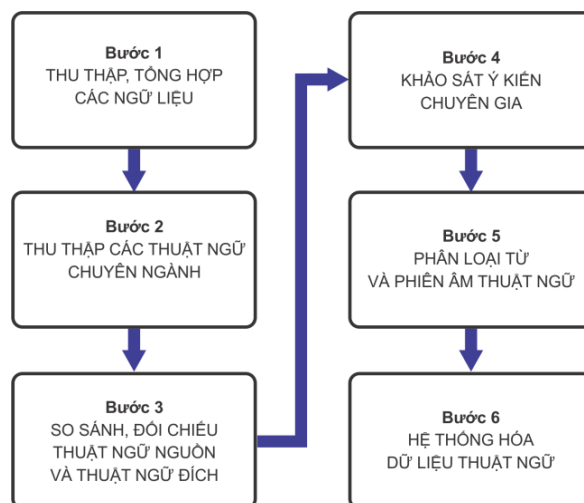 Bước 1
THU THẬP, TỔNG HỢP
CÁC NGỮ LIỆU
Bước 2
THU THẬP CÁC THUẬT NGỮ
CHUYÊN NGÀNH
Bước 3
SO SÁNH, ĐỐI CHIẾU
THUẬT NGỮ NGUỒN
VÀ THUẬT NGỮ ĐÍCH
Bước 4
KHẢO SÁT Ý KIẾN
CHUYÊN GIA
Bước 5
PHÂN LOẠI TỪ
VÀ PHIÊN ÂM THUẬT NGỮ
Bước 6
HỆ THỐNG HÓA
DỮ LIỆU THUẬT NGỮ